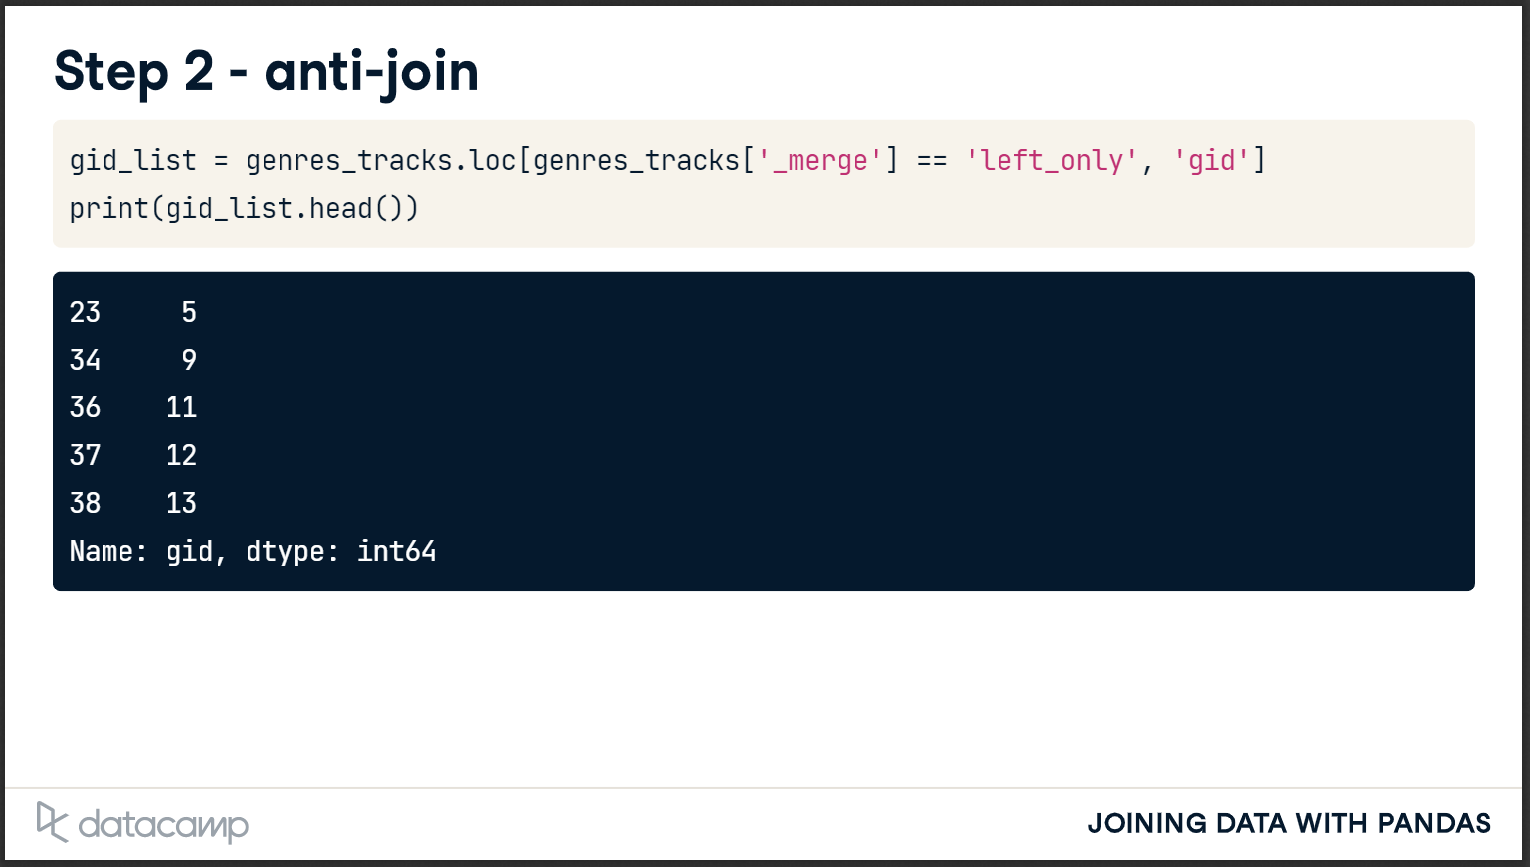 Step 2 - anti-join
gid_list = genres_tracks.loc[genres_tracks['_merge'] == 'left_only', 'gid']
print(gid_list.head())
23     5
34     9
36    11
37    12
38    13
Name: gid, dtype: int64
datacamp
JOINING DATA WITH PANDAS